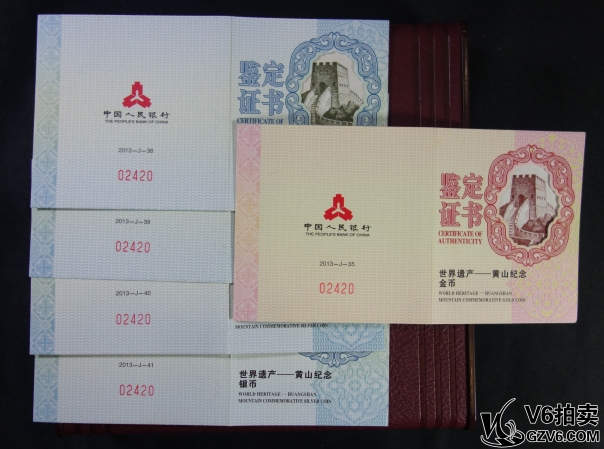 中国人民银行
THE PEOPLE'S BANK OF CHINA
2013-J-38
02420
鉴定
证书
CERTIFICATE OF
2013-J-39
02420
2013-J-40
02420
MOUNTAIN COMMEMORATIVE SILVER COIN
2013-J-41
02420
世界遗产——黄山纪念
银币
WORLD HERITAGE—HUANGSHAN
MOUNTAIN COMMEMORATIVE SILVER COIN
中国人民银行
THE PEOPLE'S BANK OF CHINA
2013-J-35
02420
鉴定
证书
CERTIFICATE OF
AUTHENTICITY
世界遗产——黄山纪念
金币
WORLD HERITAGE—HUANGSHAN
MOUNTAIN COMMEMORATIVE GOLD COIN
V6拍卖
GZV6.COM